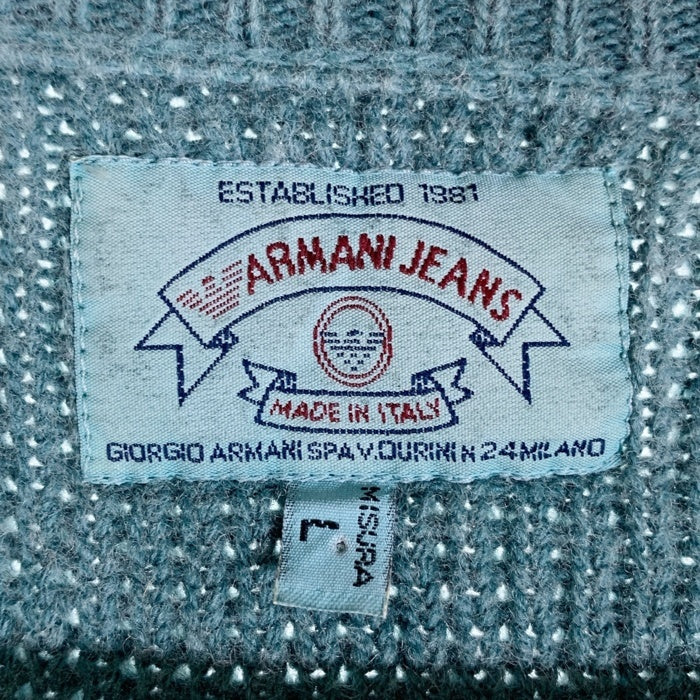 ESTABLISHED 1981
ARMANI JEANS
MADE IN ITALY
GIORGIO ARMANI SPA V.DURINI N 24 MILANO
MISURA
L